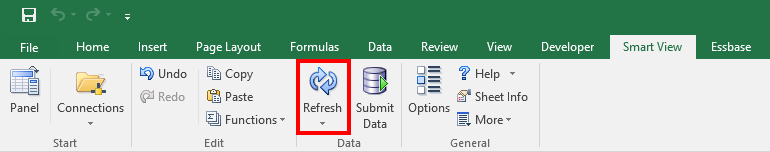 File Home Insert Page Layout Formulas Data Review View Developer Smart View Essbase
Panel
Connections
Undo
Redo
Copy
Paste
Functions
Refresh
Submit
Data
Options
Help
Sheet Info
More
Start Edit Data General